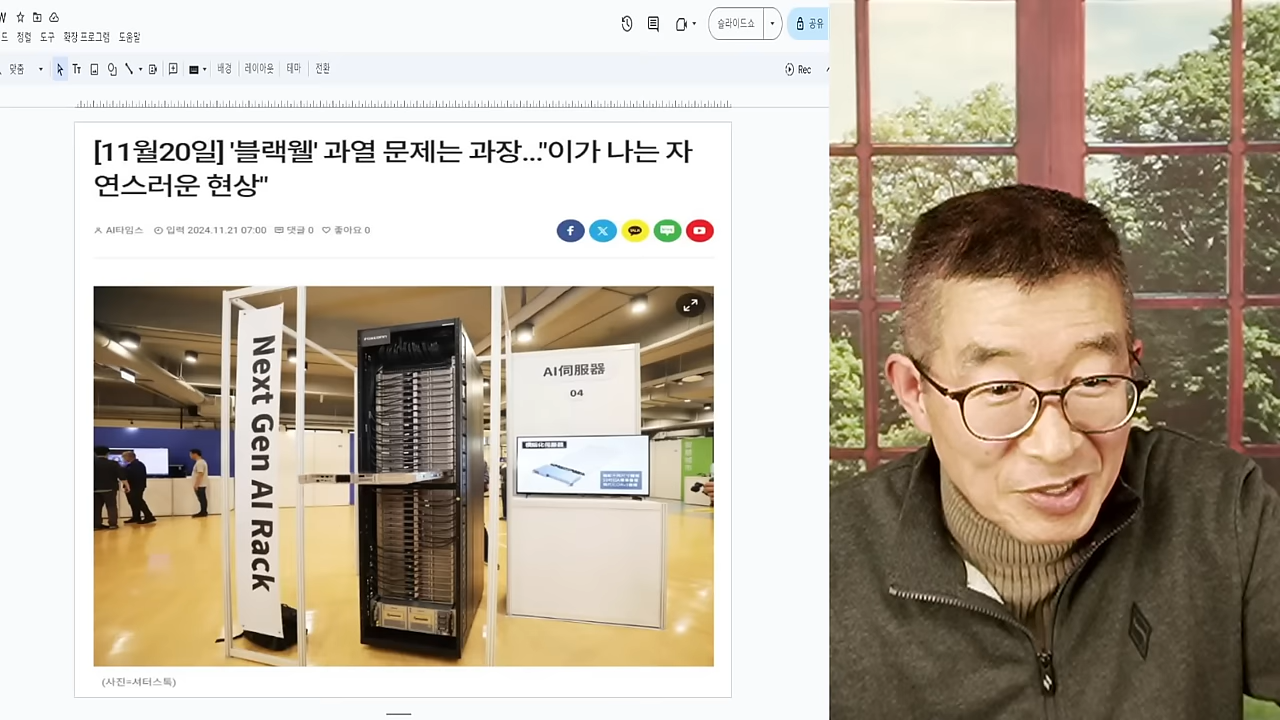 드 정렬 도구 확장 프로그램 도움말
슬라이드쇼
공유
맞춤
Tт
배경 레이아웃 테마 전환
Rec
[11월20일] '블랙웰' 과열 문제는 과장..."이가 나는 자
연스러운 현상"
AI타임스 입력 2024.11.21 07:00 댓글 0 좋아요 0
TALK
Next Gen AI Rack
FOXCONN
AI伺服器
04
(사진=셔터스톡)